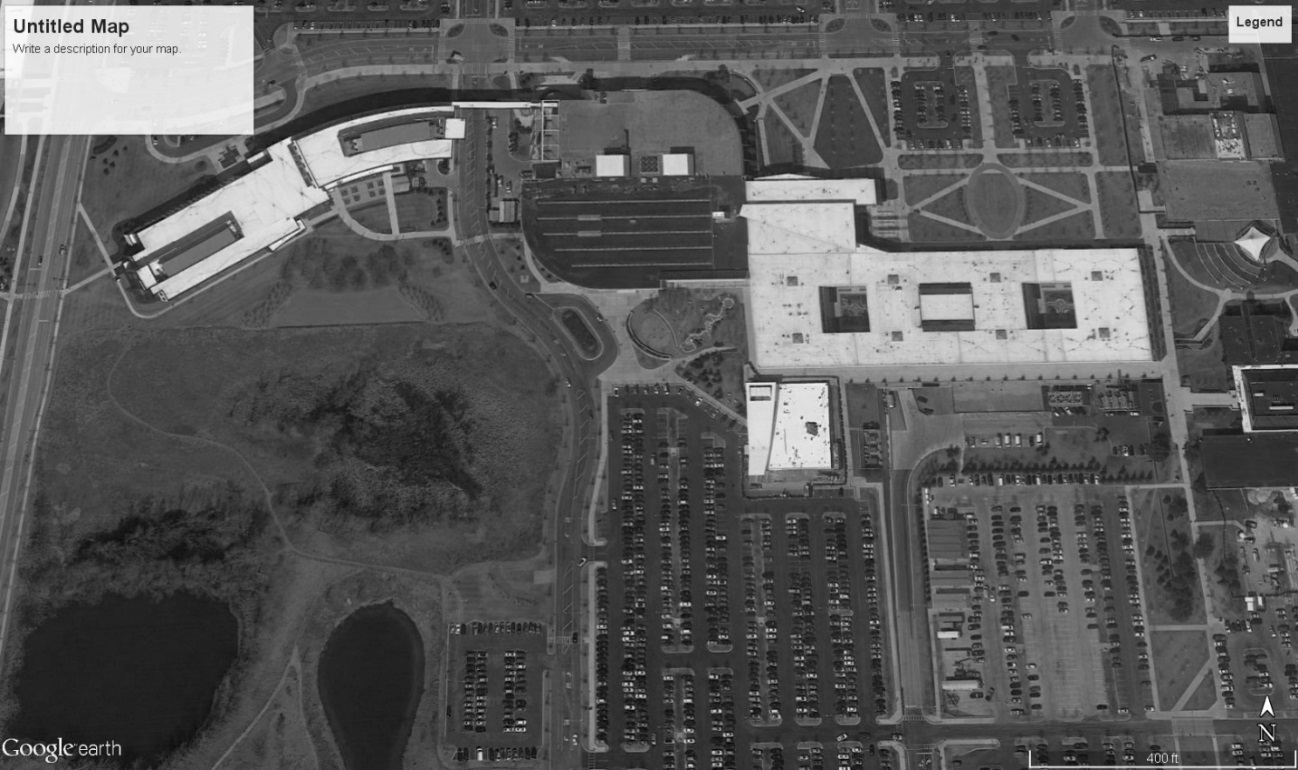 Untitled Map
Write a description for your map.
Legend
Google earth
N
400 ft